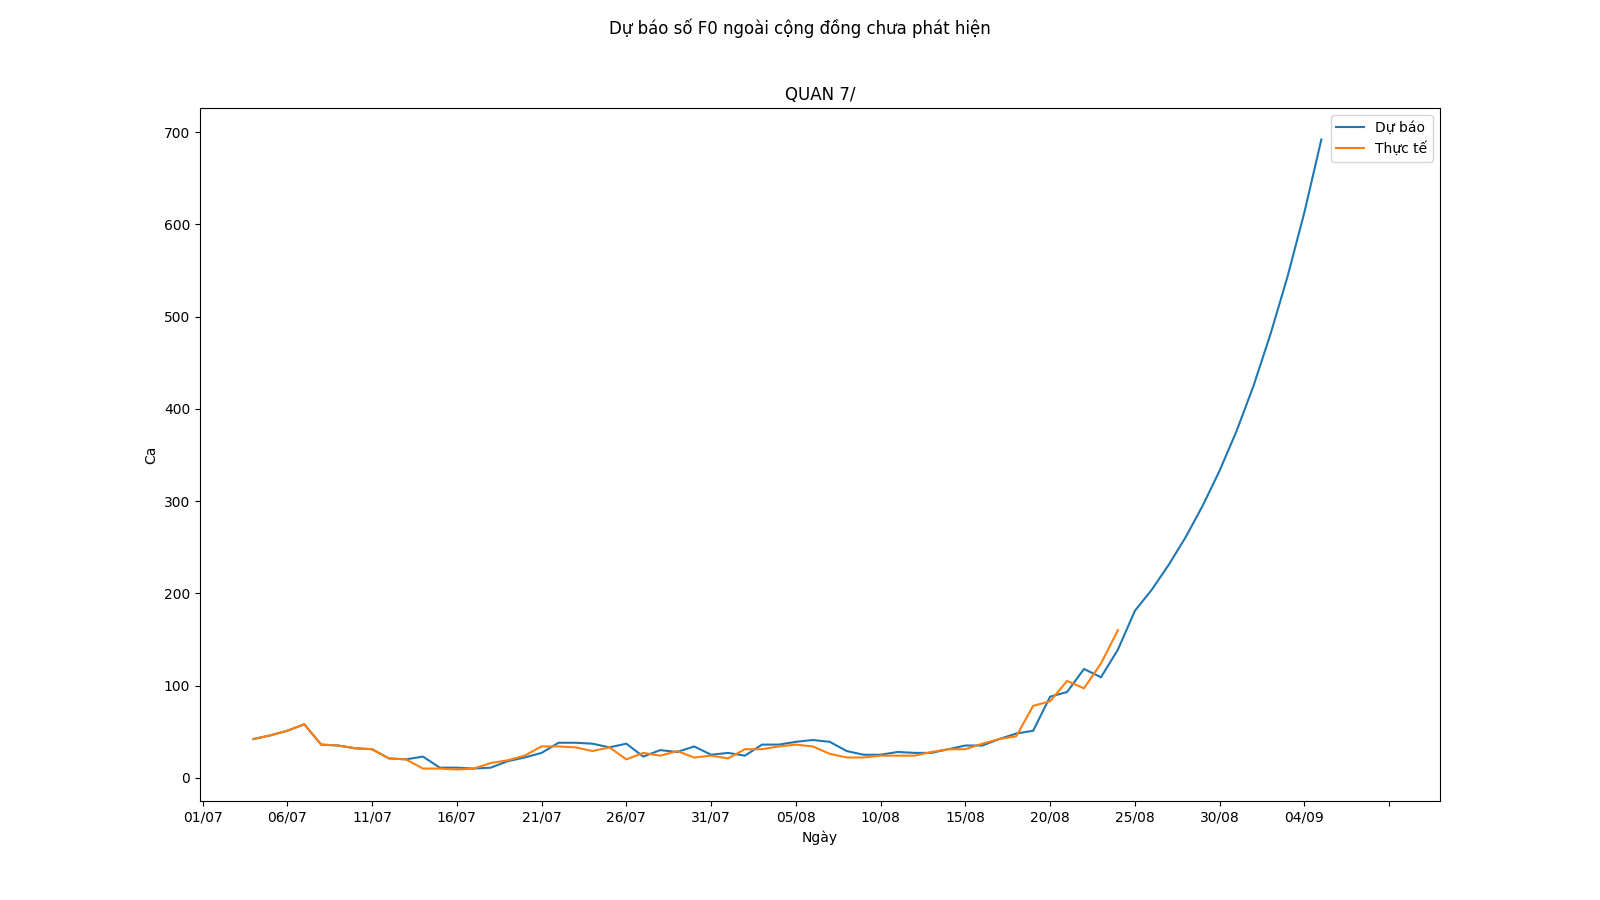 Dự báo số F0 ngoài cộng đồng chưa phát hiện
QUAN 7/
Dự báo
Thực tế
700
600
500
400
300
200
100
0
Ca
01/07 06/07 11/07 16/07 21/07 26/07 31/07 05/08 10/08 15/08 20/08 25/08 30/08 04/09
Ngày